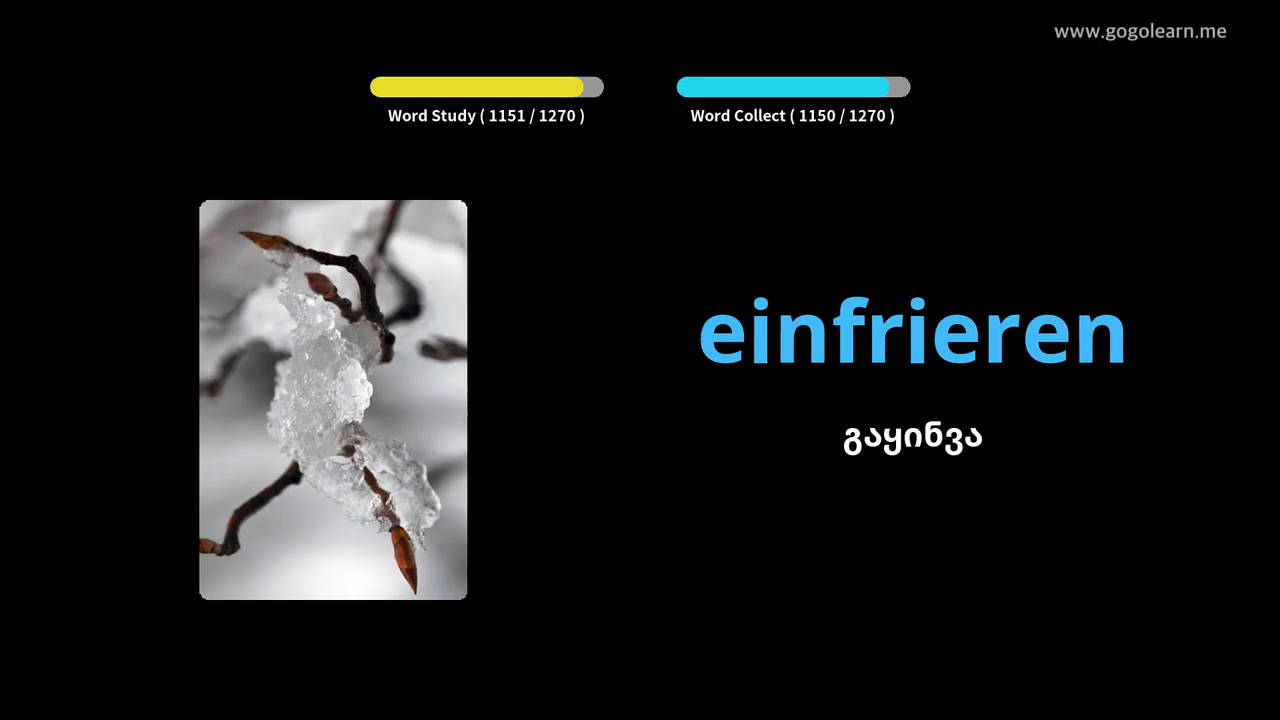 www.gogolearn.me
Word Study ( 1151 / 1270 )
Word Collect ( 1150 / 1270 )
einfrieren
გაყინვა